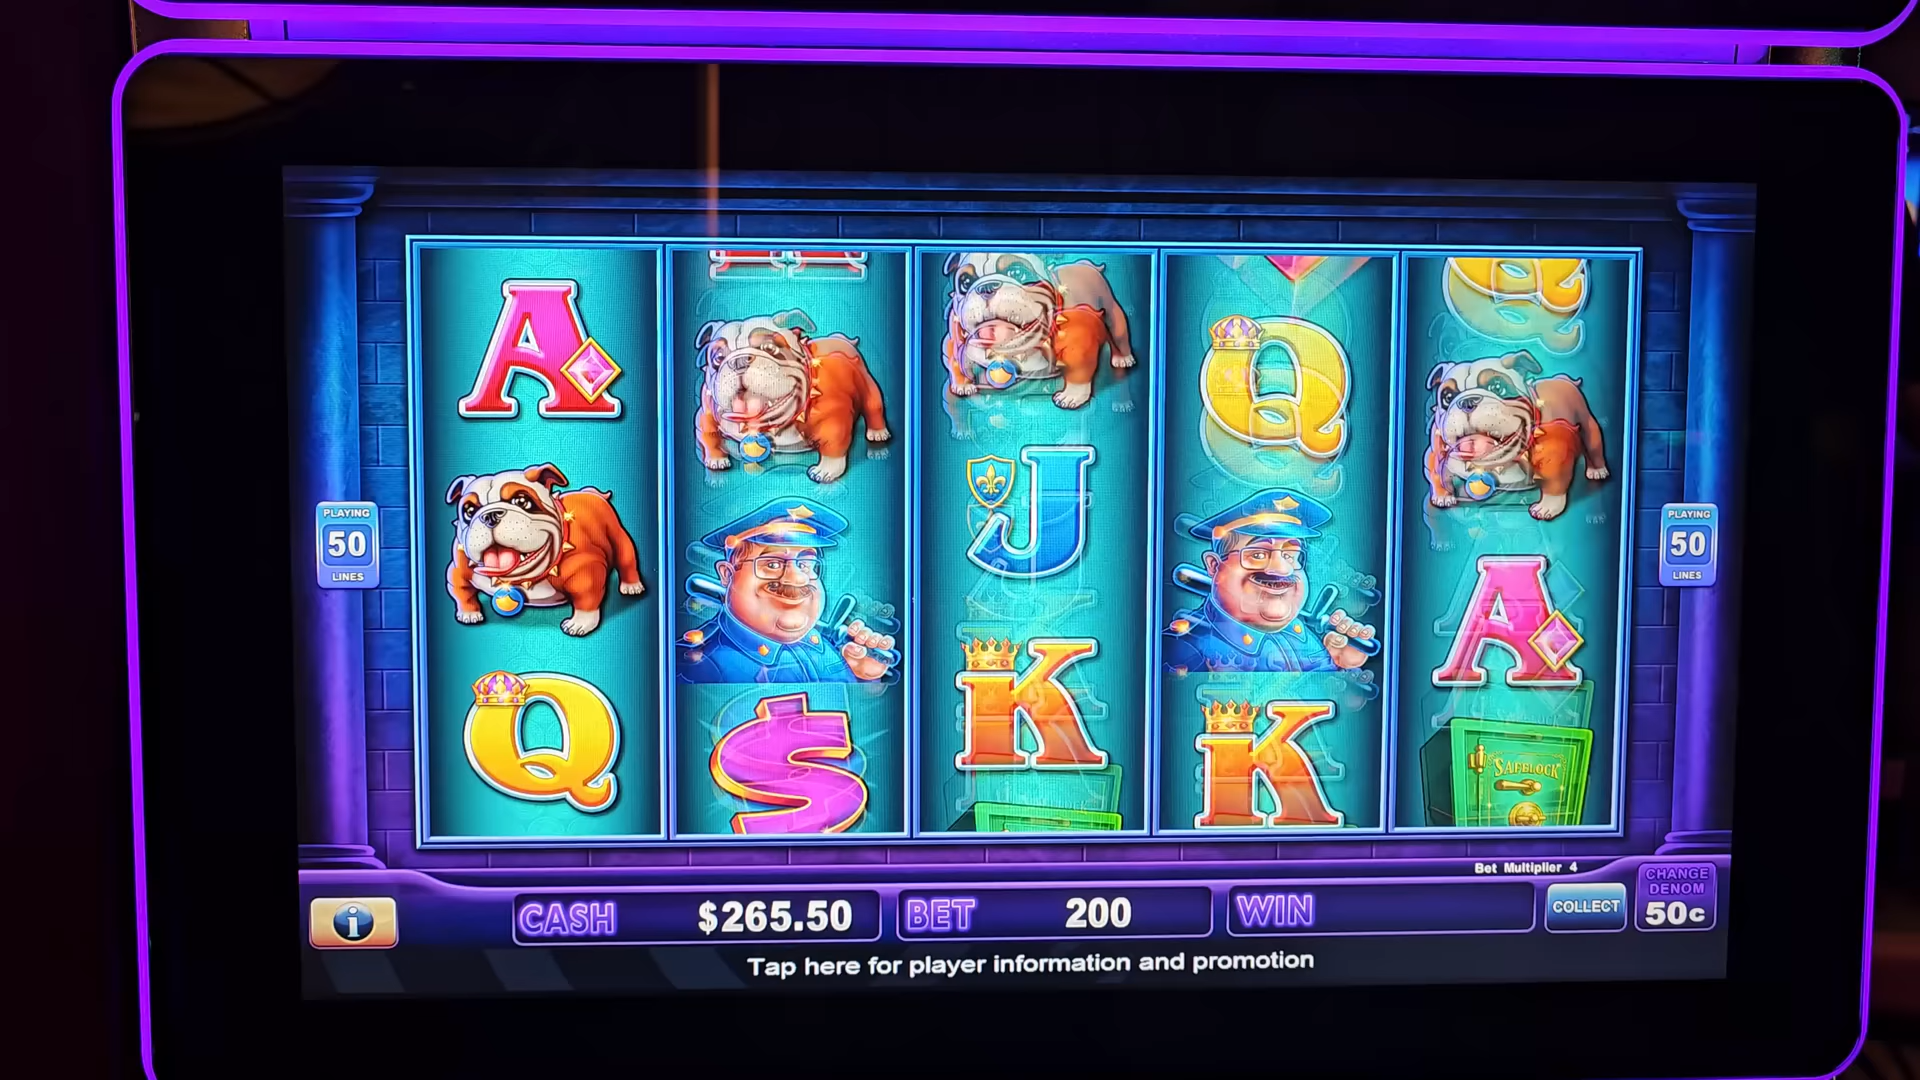 A
Q
J
Q
PLAYING
50
LINES
PLAYING
50
LINES
A
Q
$
K
K
SAFELOCK
Bet Multiplier 4
CASH
$265.50
BET
200
WIN
COLLECT
CHANGE
DENOM
50c
Tap here for player information and promotion